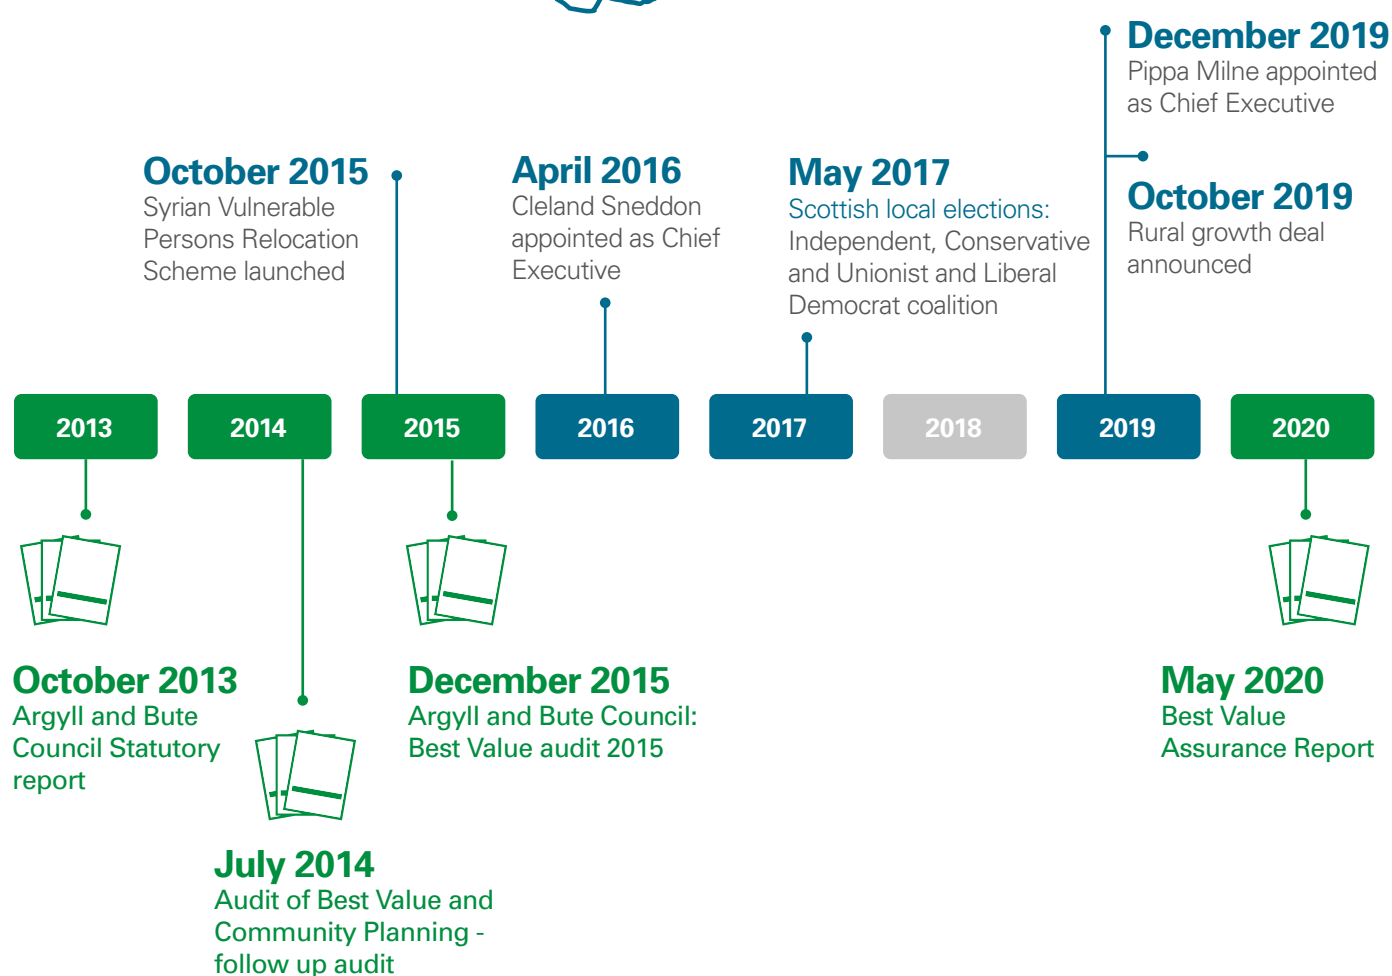 December 2019
Pippa Milne appointed
as Chief Executive
October 2015
Syrian Vulnerable
Persons Relocation
Scheme launched
April 2016
Cleland Sneddon
appointed as Chief
Executive
May 2017
Scottish local elections:
Independent, Conservative
and Unionist and Liberal
Democrat coalition
October 2019
Rural growth deal
announced
2013
2014
2015
2016
2017
2018
2019
2020
October 2013
Argyll and Bute
Council Statutory
report
December 2015
Argyll and Bute Council:
Best Value audit 2015
May 2020
Best Value
Assurance Report
July 2014
Audit of Best Value and
Community Planning -
follow up audit